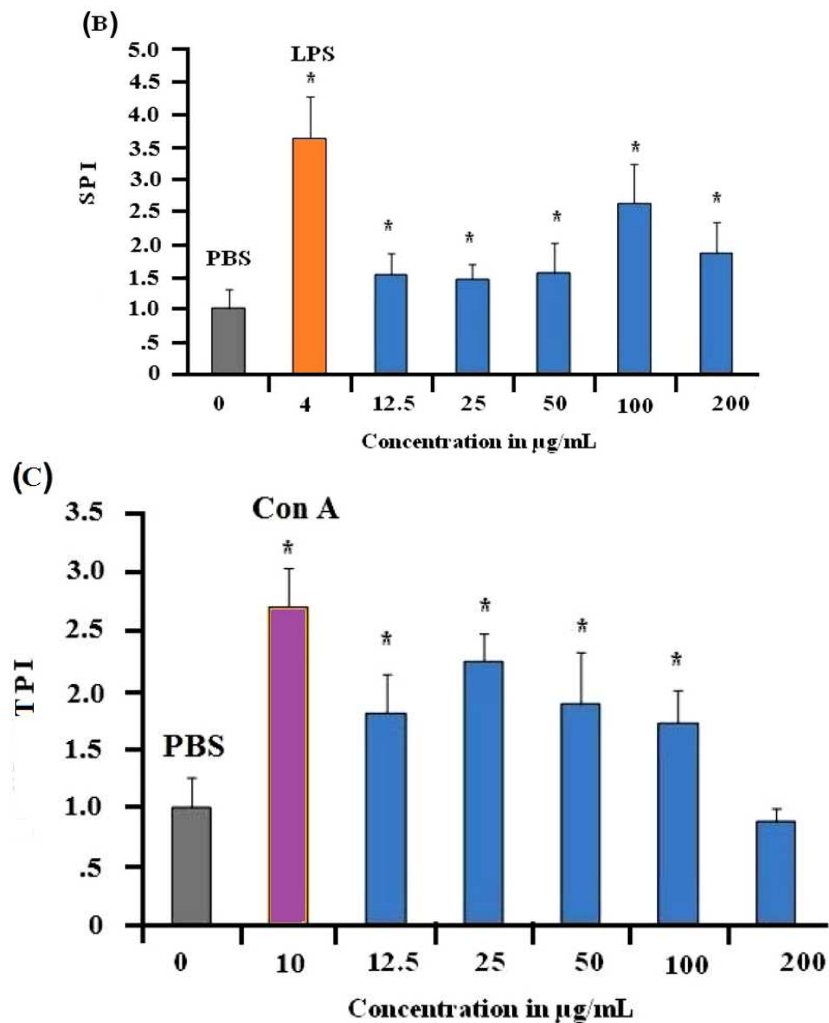 (B)
5.0
LPS
*
4.5
4.0
3.5
*
3.0
SPI
2.5
*
2.0
PBS
*
*
*
1.5
1.0
.5
0
0 4 12.5 25 50 100 200
Concentration in µg/mL
(C)
3.5
Con A
*
3.0
*
2.5
*
*
*
TPI
2.0
PBS
1.5
1.0
.5
0
0 10 12.5 25 50 100 200
Concentration in µg/mL